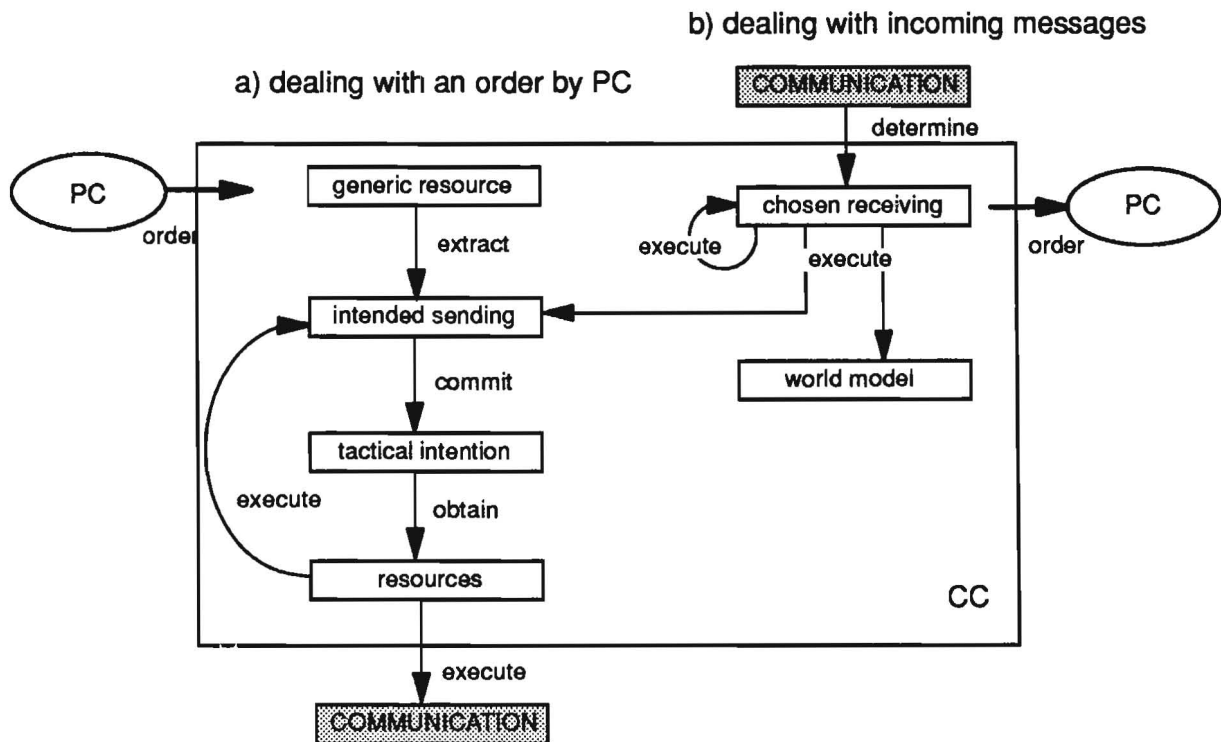 b) dealing with incoming messages
a) dealing with an order by PC
COMMUNICATION
determine
PC
order
generic resource
chosen receiving
PC
order
extract
execute
execute
intended sending
world model
commit
tactical intention
execute
obtain
resources
CC
execute
COMMUNICATION